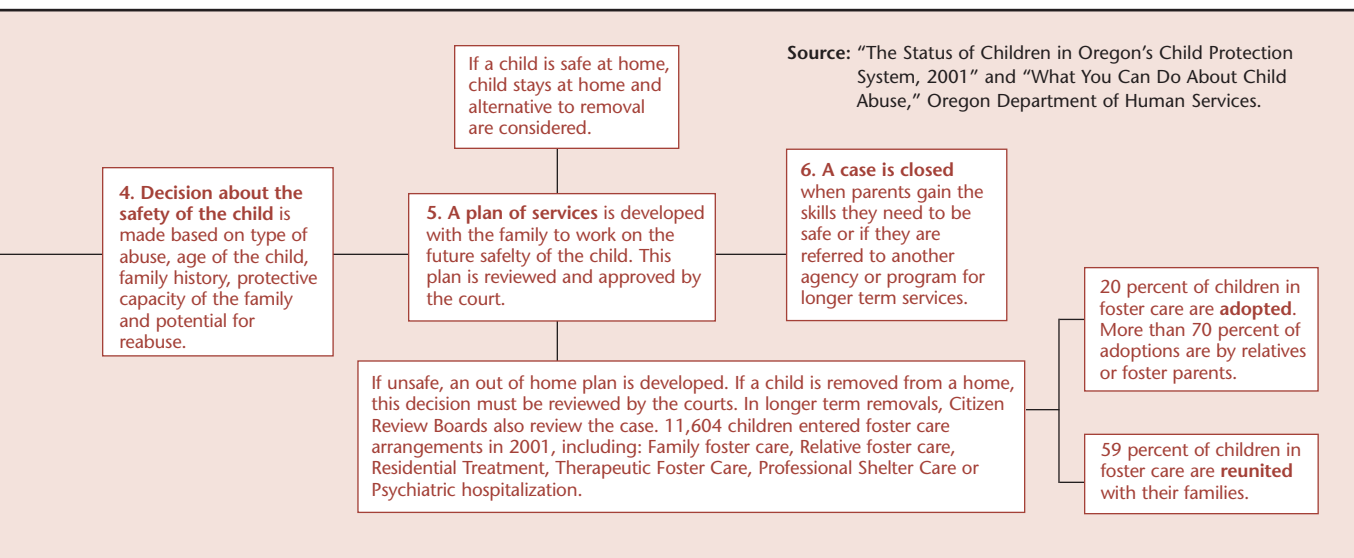 If a child is safe at home,
child stays at home and
alternative to removal
are considered.
Source: “The Status of Children in Oregon’s Child Protection
System, 2001” and “What You Can Do About Child
Abuse,” Oregon Department of Human Services.
4. Decision about the
safety of the child is
made based on type of
abuse, age of the child,
family history, protective
capacity of the family
and potential for
reabuse.
5. A plan of services is developed
with the family to work on the
future safelty of the child. This
plan is reviewed and approved by
the court.
6. A case is closed
when parents gain the
skills they need to be
safe or if they are
referred to another
agency or program for
longer term services.
If unsafe, an out of home plan is developed. If a child is removed from a home,
this decision must be reviewed by the courts. In longer term removals, Citizen
Review Boards also review the case. 11,604 children entered foster care
arrangements in 2001, including: Family foster care, Relative foster care,
Residential Treatment, Therapeutic Foster Care, Professional Shelter Care or
Psychiatric hospitalization.
20 percent of children in
foster care are adopted.
More than 70 percent of
adoptions are by relatives
or foster parents.
59 percent of children in
foster care are reunited
with their families.